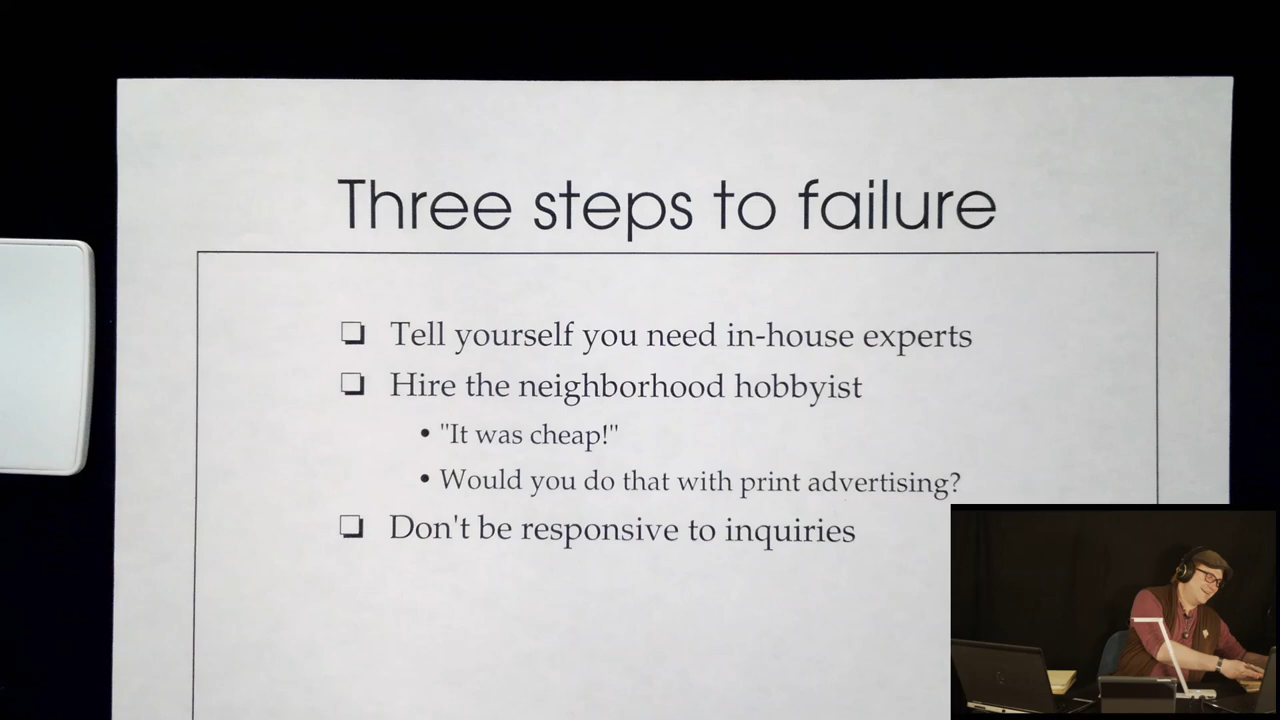 Three steps to failure
❑ Tell yourself you need in-house experts
❑ Hire the neighborhood hobbyist
• "It was cheap!"
• Would you do that with print advertising?
❑ Don't be responsive to inquiries